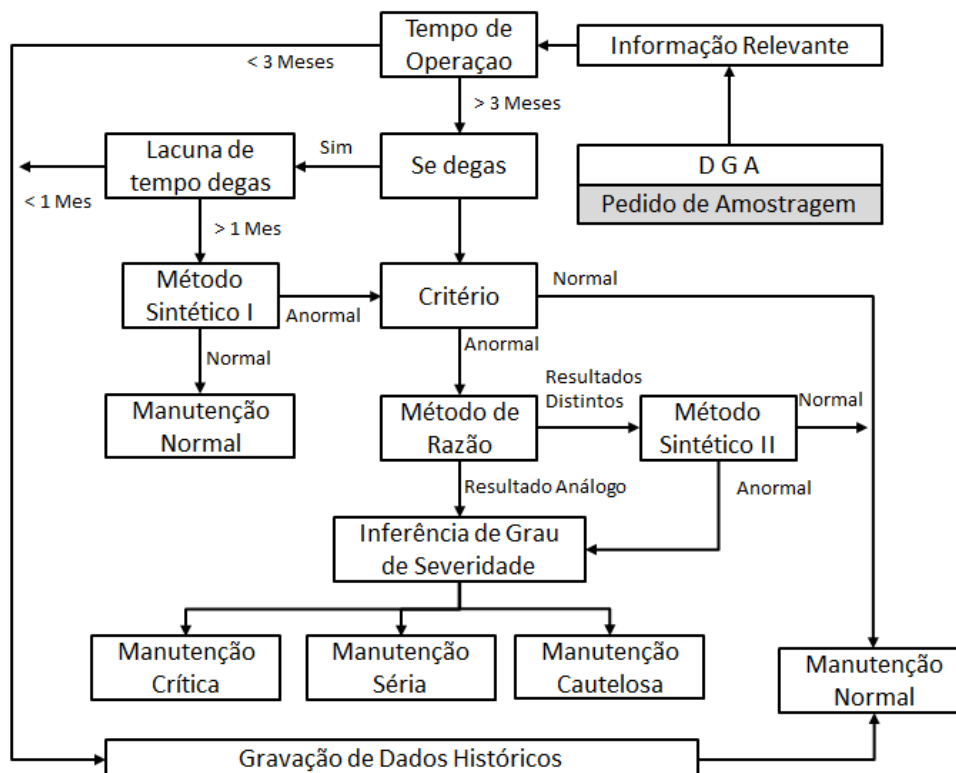 Tempo de
Operaçao
Informação Relevante
< 3 Meses
> 3 Meses
Lacuna de
tempo degas
Sim
Se degas
D G A
Pedido de Amostragem
< 1 Mes
> 1 Mes
Método
Sintético I
Anormal
Critério
Normal
Normal
Anormal
Manutenção
Normal
Método de
Razão
Resultados
Distintos
Método
Sintético II
Normal
Resultado Análogo
Anormal
Inferência de Grau
de Severidade
Manutenção
Crítica
Manutenção
Séria
Manutenção
Cautelosa
Manutenção
Normal
Gravação de Dados Históricos